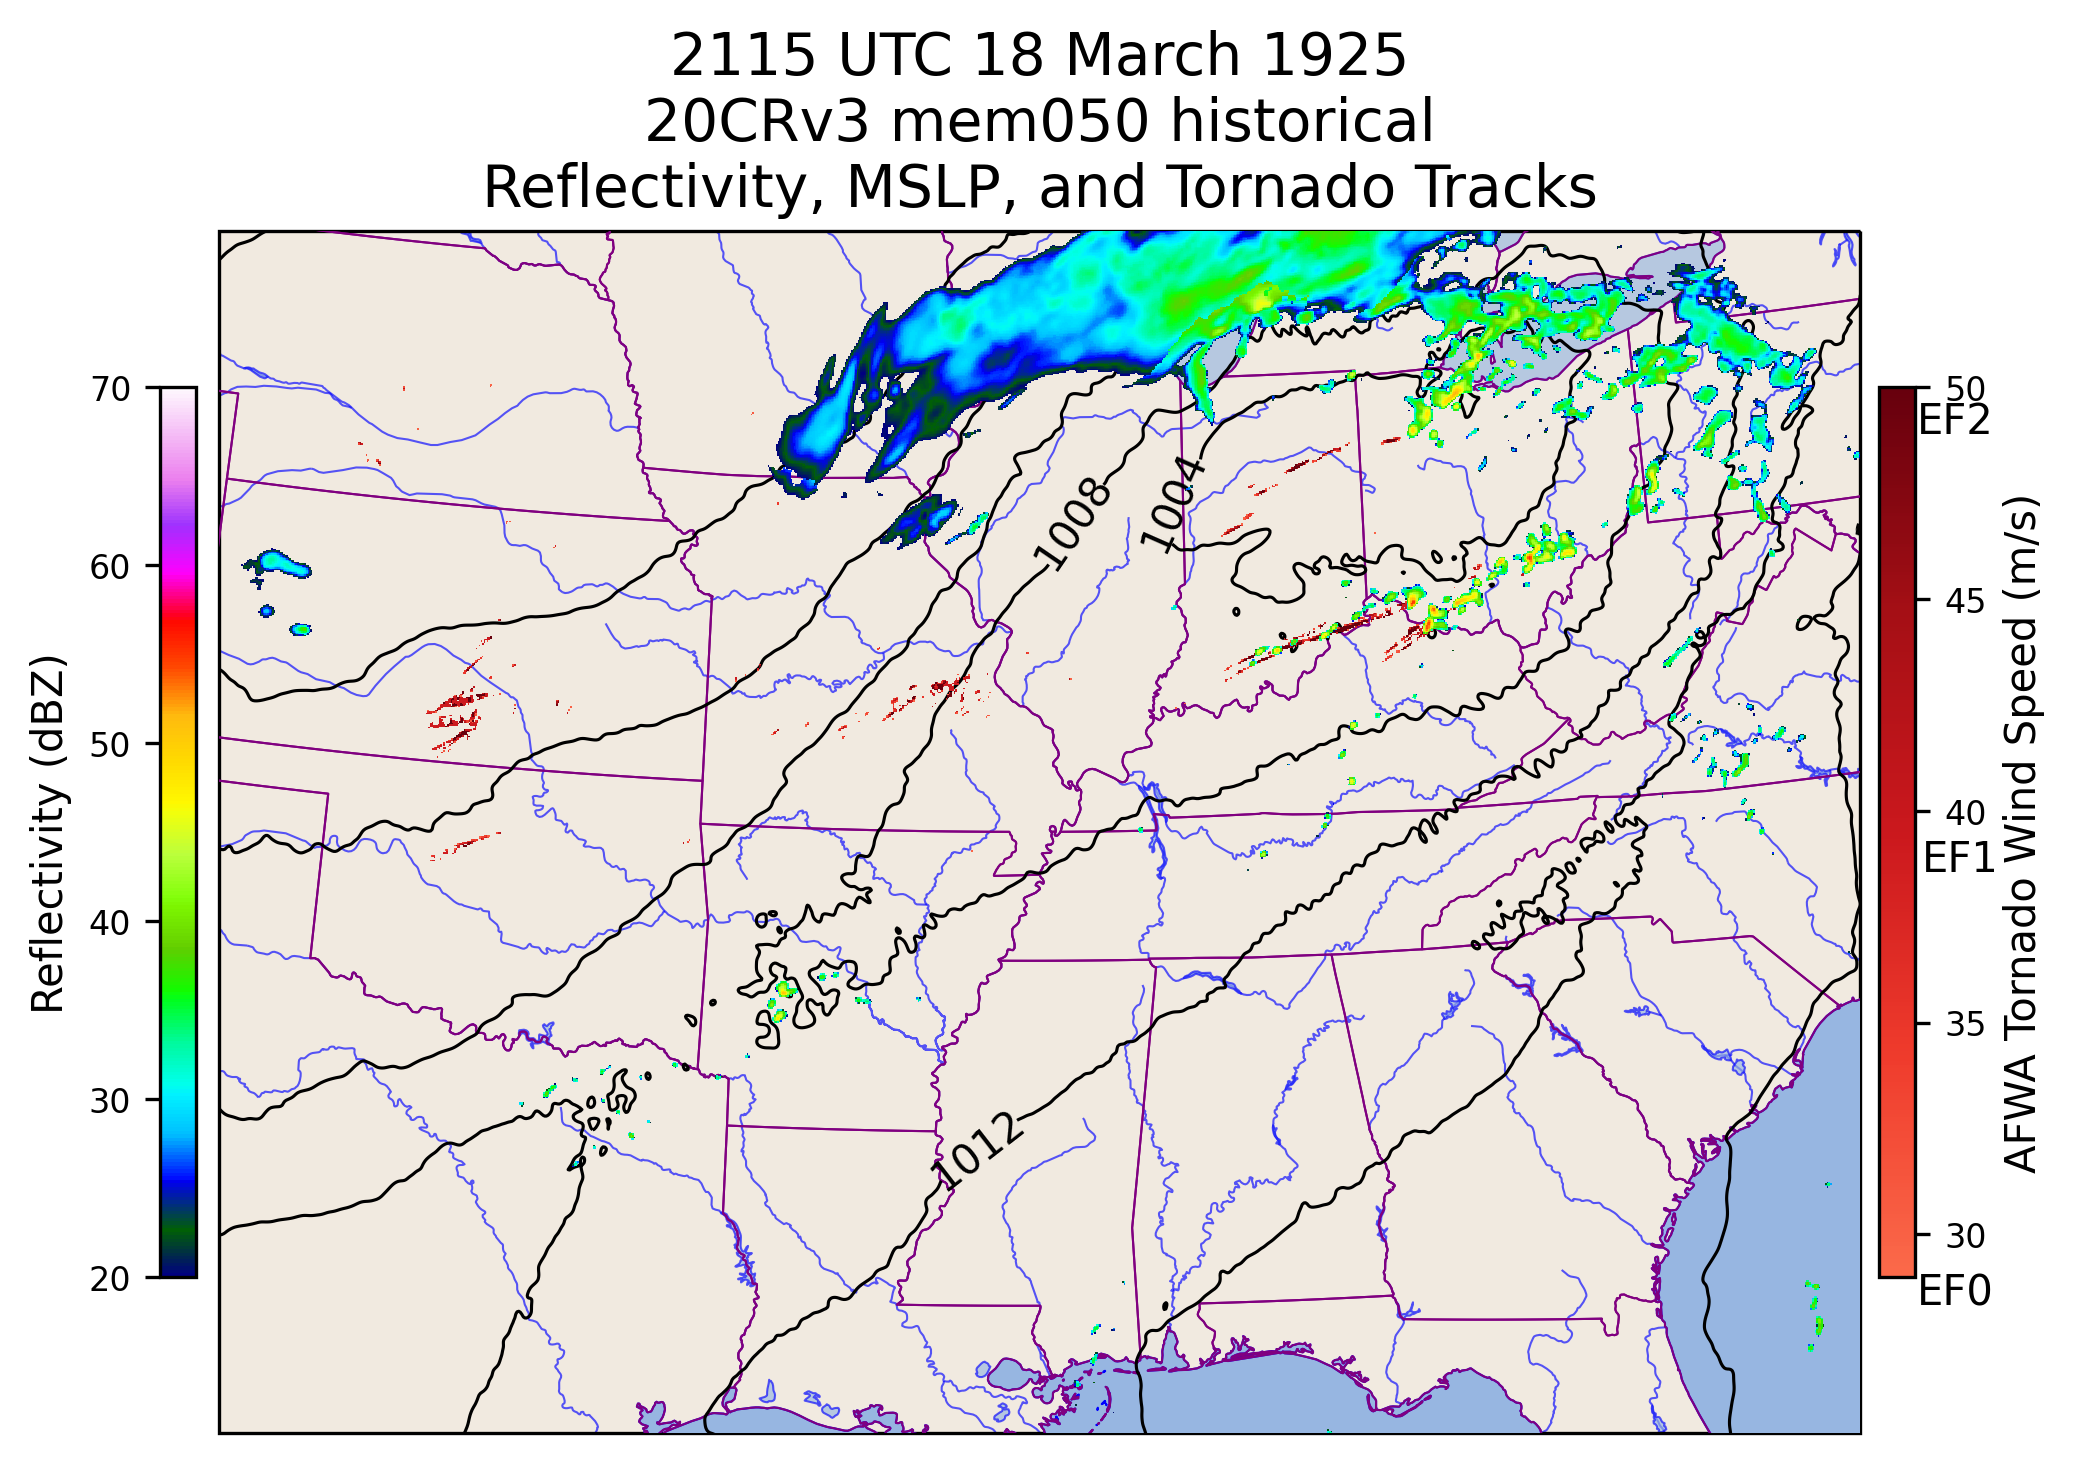 2115 UTC 18 March 1925
20CRv3 mem050 historical
Reflectivity, MSLP, and Tornado Tracks
70
60
50
40
30
20
Reflectivity (dBZ)
1008
1004
1012
50
EF2
45
40
EF1
35
30
EF0
AFWA Tornado Wind Speed (m/s)